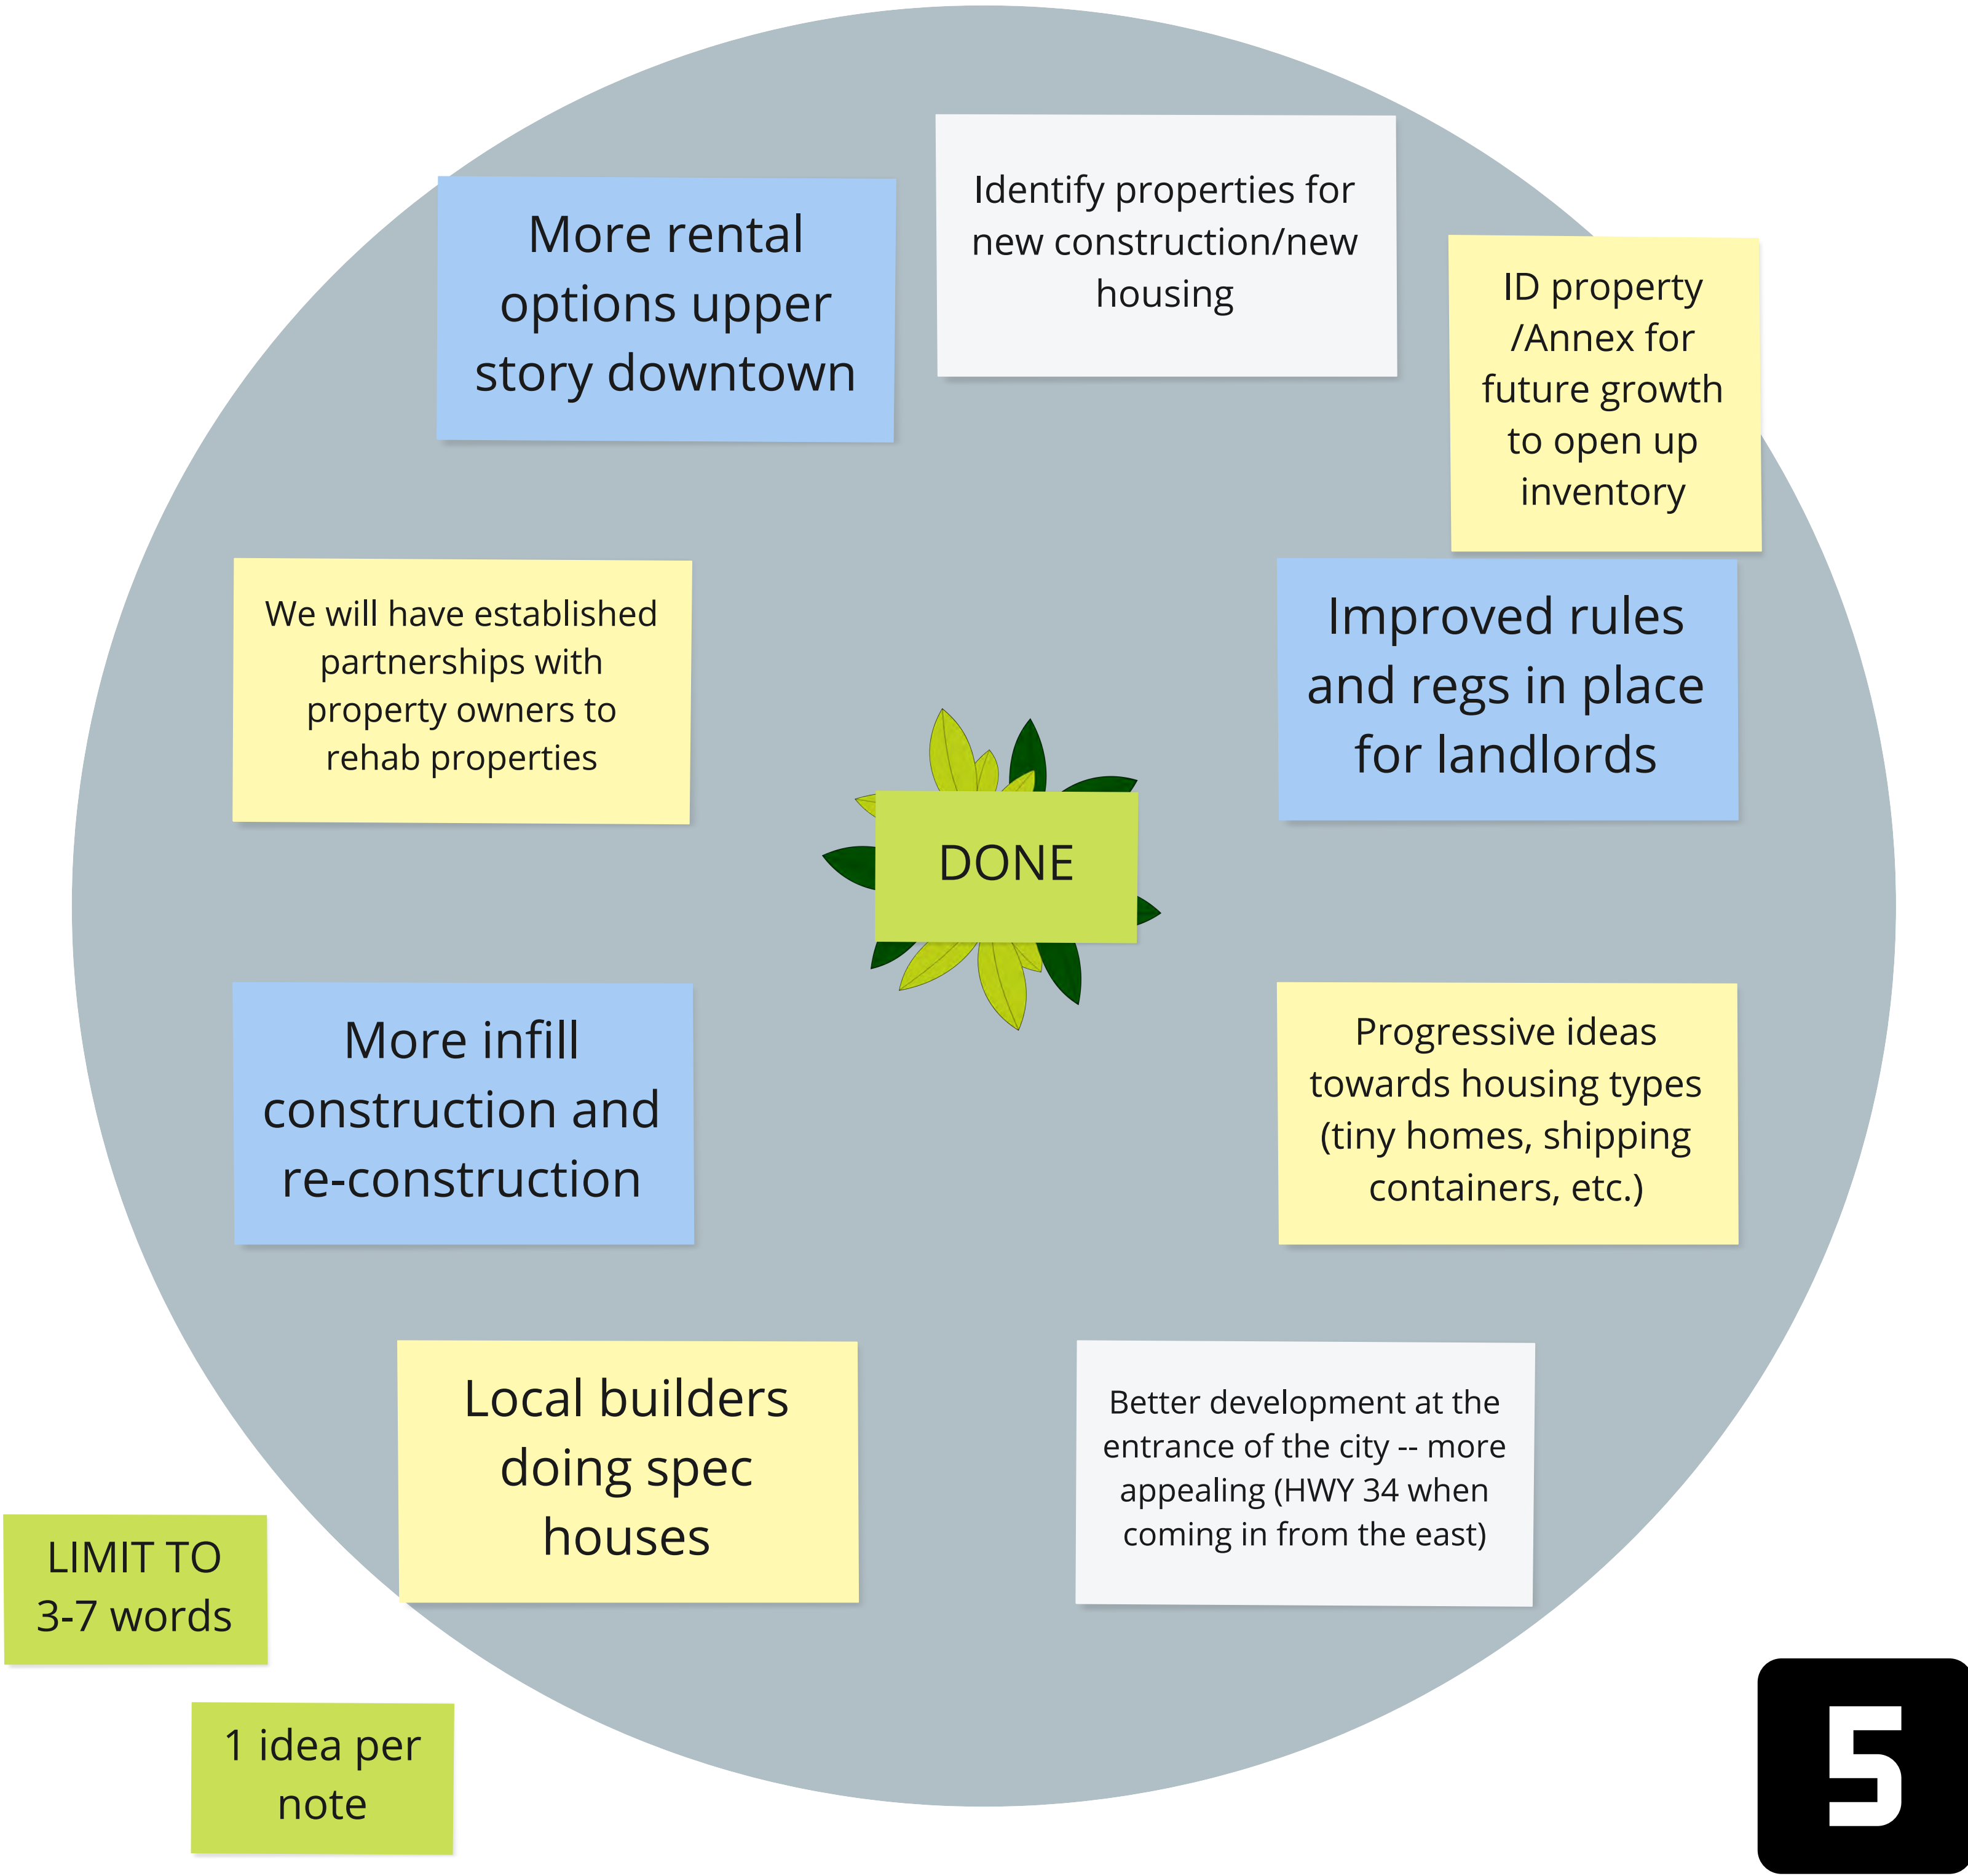 More rental
options upper
story downtown
Identify properties for
new construction/new
housing
ID property
/Annex for
future growth
to open up
inventory
We will have established
partnerships with
property owners to
rehab properties
Improved rules
and regs in place
for landlords
DONE
More infill
construction and
re-construction
Progressive ideas
towards housing types
(tiny homes, shipping
containers, etc.)
Local builders
doing spec
houses
Better development at the
entrance of the city -- more
appealing (HWY 34 when
coming in from the east)
LIMIT TO
3-7 words
1 idea per
note
5